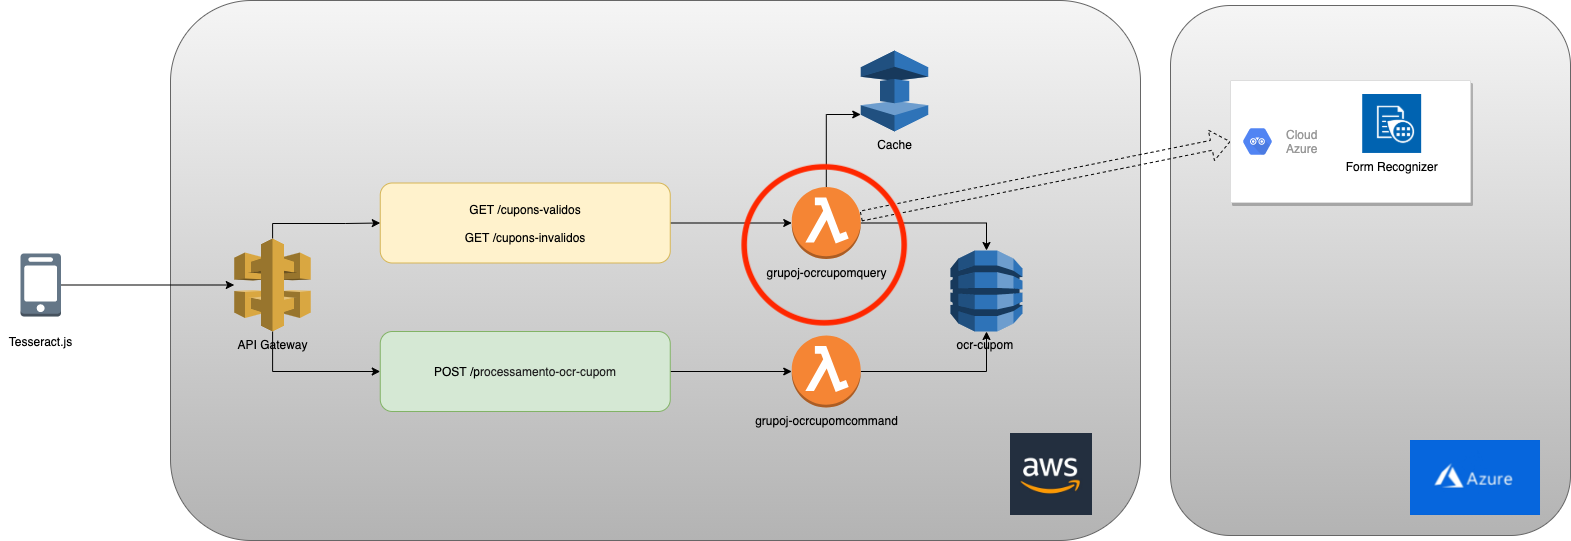 Tesseract.js
API Gateway
GET /cupons-validos
GET /cupons-invalidos
POST /processamento-ocr-cupom
Cache
grupoj-ocrcupomquery
grupoj-ocrcupomcommand
ocr-cupom
aws
Cloud
Azure
Form Recognizer
Azure